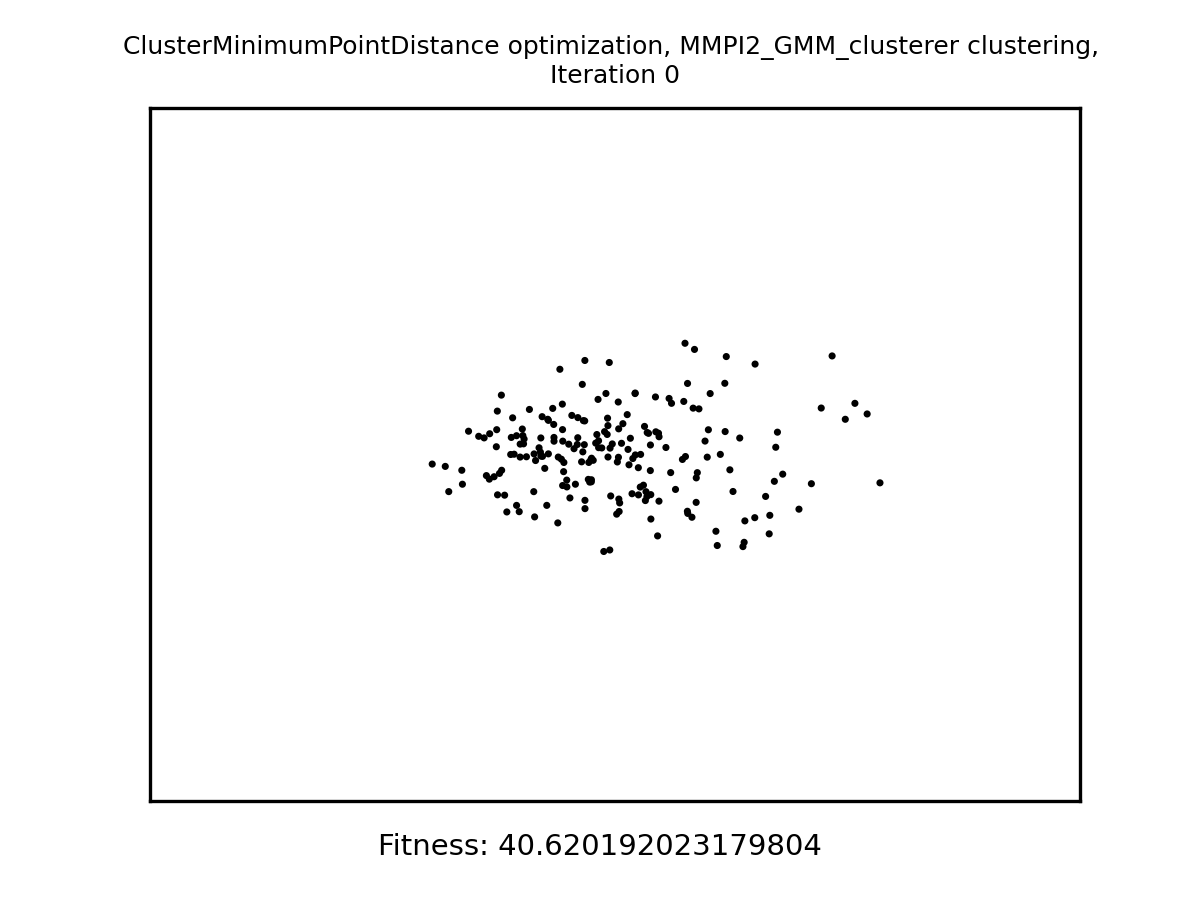 ClusterMinimumPointDistance optimization, MMPI2_GMM_clusterer clustering,
Iteration 0
Fitness: 40.620192023179804